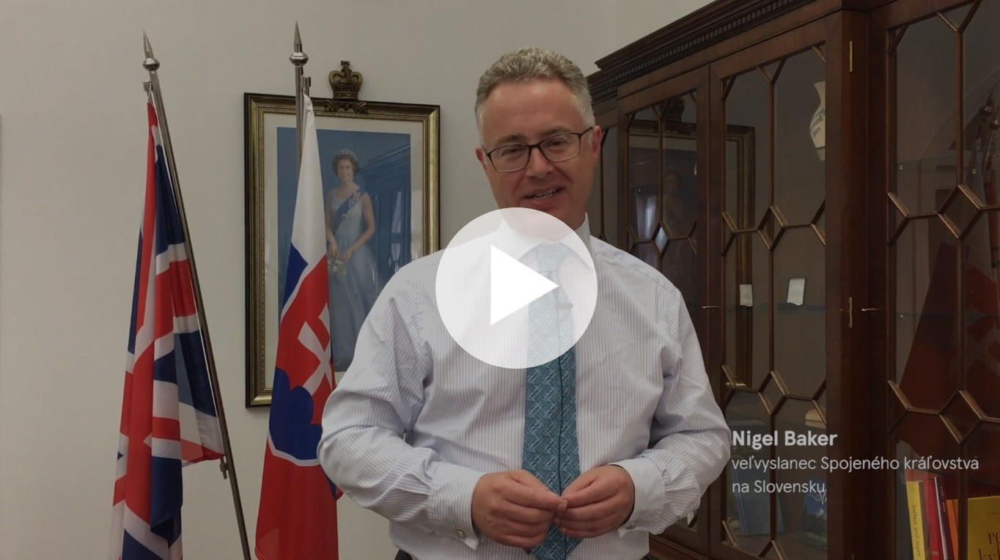 Nigel Baker
veľvyslanec Spojeného kráľovstva
na Slovensku